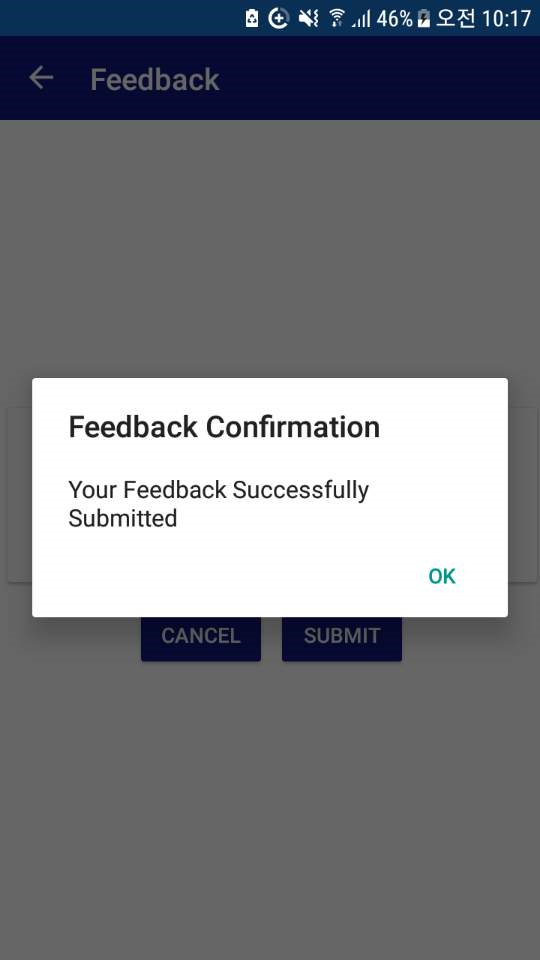 46% 오전 10:17
Feedback
Feedback Confirmation
Your Feedback Successfully
Submitted
OK
CANCEL SUBMIT